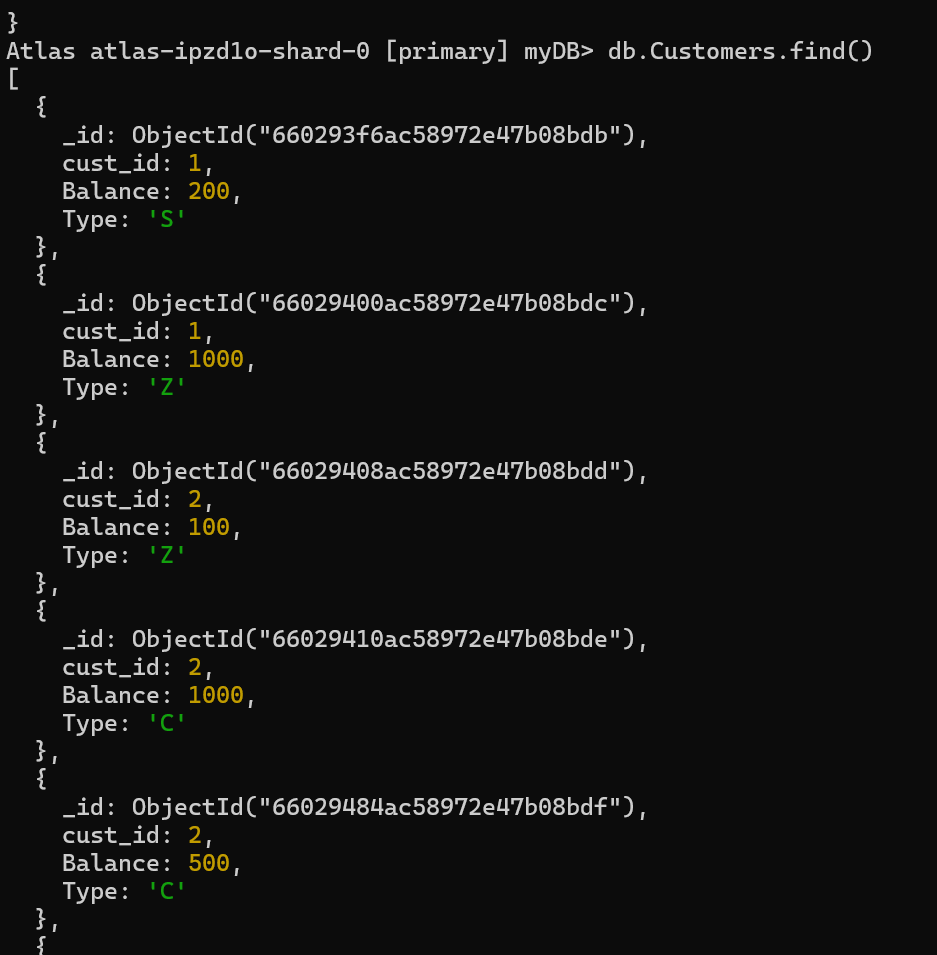 }
Atlas atlas-ipzd1o-shard-0 [primary] myDB> db.Customers.find()
[
  {
    _id: ObjectId("660293f6ac58972e47b08bdb"),
    cust_id: 1,
    Balance: 200,
    Type: 'S'
  },
  {
    _id: ObjectId("66029400ac58972e47b08bdc"),
    cust_id: 1,
    Balance: 1000,
    Type: 'Z'
  },
  {
    _id: ObjectId("66029408ac58972e47b08bdd"),
    cust_id: 2,
    Balance: 100,
    Type: 'Z'
  },
  {
    _id: ObjectId("66029410ac58972e47b08bde"),
    cust_id: 2,
    Balance: 1000,
    Type: 'C'
  },
  {
    _id: ObjectId("66029484ac58972e47b08bdf"),
    cust_id: 2,
    Balance: 500,
    Type: 'C'
  },
  {